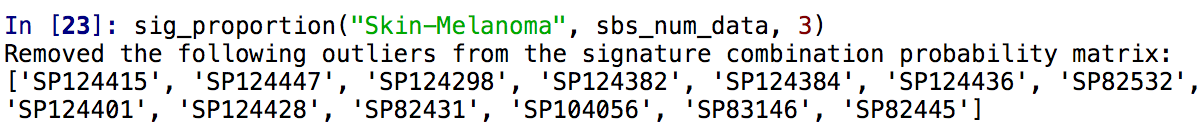 In [23]: sig_proportion("Skin-Melanoma", sbs_num_data, 3)
Removed the following outliers from the signature combination probability matrix:
['SP124415', 'SP124447', 'SP124298', 'SP124382', 'SP124384', 'SP124436', 'SP82532',
'SP124401', 'SP124428', 'SP82431', 'SP104056', 'SP83146', 'SP82445']